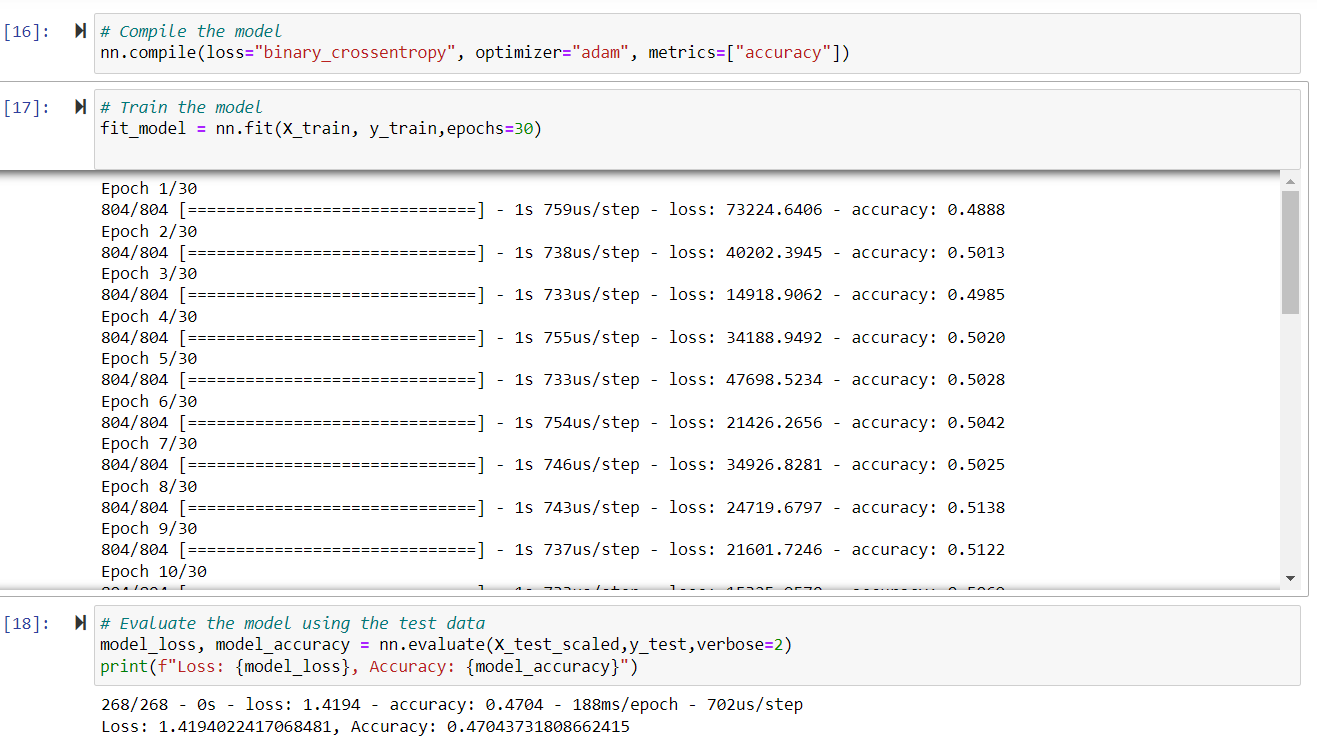 [16]: # Compile the model
nn.compile(loss="binary_crossentropy", optimizer="adam", metrics=["accuracy"])
[17]: # Train the model
fit_model = nn.fit(X_train, y_train,epochs=30)
Epoch 1/30
804/804 [==============================] - 1s 759us/step - loss: 73224.6406 - accuracy: 0.4888
Epoch 2/30
804/804 [==============================] - 1s 738us/step - loss: 40202.3945 - accuracy: 0.5013
Epoch 3/30
804/804 [==============================] - 1s 733us/step - loss: 14918.9062 - accuracy: 0.4985
Epoch 4/30
804/804 [==============================] - 1s 755us/step - loss: 34188.9492 - accuracy: 0.5020
Epoch 5/30
804/804 [==============================] - 1s 733us/step - loss: 47698.5234 - accuracy: 0.5028
Epoch 6/30
804/804 [==============================] - 1s 754us/step - loss: 21426.2656 - accuracy: 0.5042
Epoch 7/30
804/804 [==============================] - 1s 746us/step - loss: 34926.8281 - accuracy: 0.5025
Epoch 8/30
804/804 [==============================] - 1s 743us/step - loss: 24719.6797 - accuracy: 0.5138
Epoch 9/30
804/804 [==============================] - 1s 737us/step - loss: 21601.7246 - accuracy: 0.5122
Epoch 10/30
[18]: # Evaluate the model using the test data
model_loss, model_accuracy = nn.evaluate(X_test_scaled,y_test,verbose=2)
print(f"Loss: {model_loss}, Accuracy: {model_accuracy}")
268/268 - 0s - loss: 1.4194 - accuracy: 0.4704 - 188ms/epoch - 702us/step
Loss: 1.4194022417068481, Accuracy: 0.47043731808662415